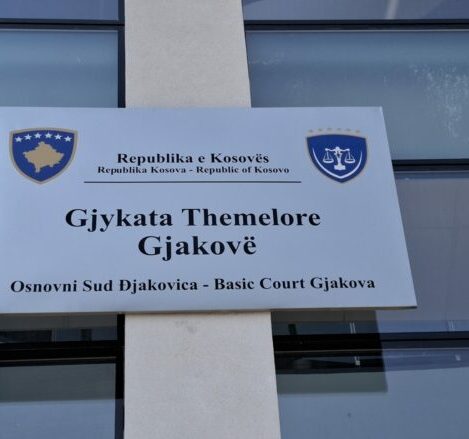 Republika e Kosovës
Republika Kosova - Republic of Kosovo
Gjykata Themelore
Gjakovë
Osnovni Sud Đjakovica - Basic Court Gjakova